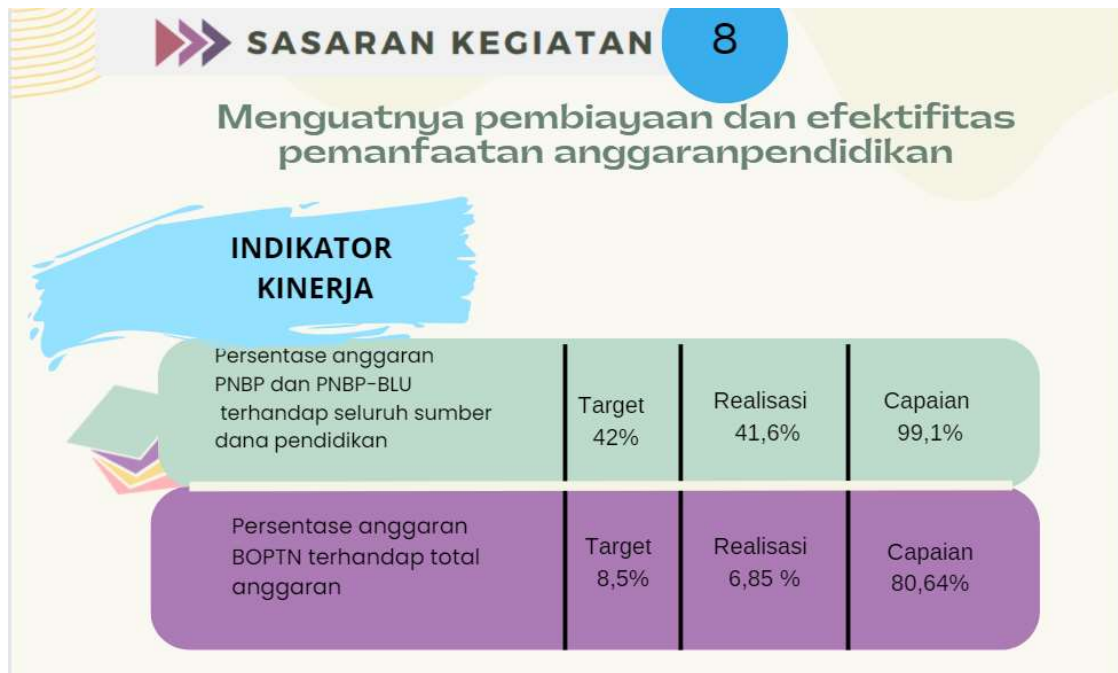 SASARAN KEGIATAN 8
Menguatnya pembiayaan dan efektifitas
pemanfaatan anggaranpendidikan
INDIKATOR
KINERJA
Persentase anggaran
PNBP dan PNBP-BLU
terhandap seluruh sumber
dana pendidikan
Target
42%
Realisasi
41,6%
Capaian
99,1%
Persentase anggaran
BOPTN terhandap total
anggaran
Target
8,5%
Realisasi
6,85 %
Capaian
80,64%